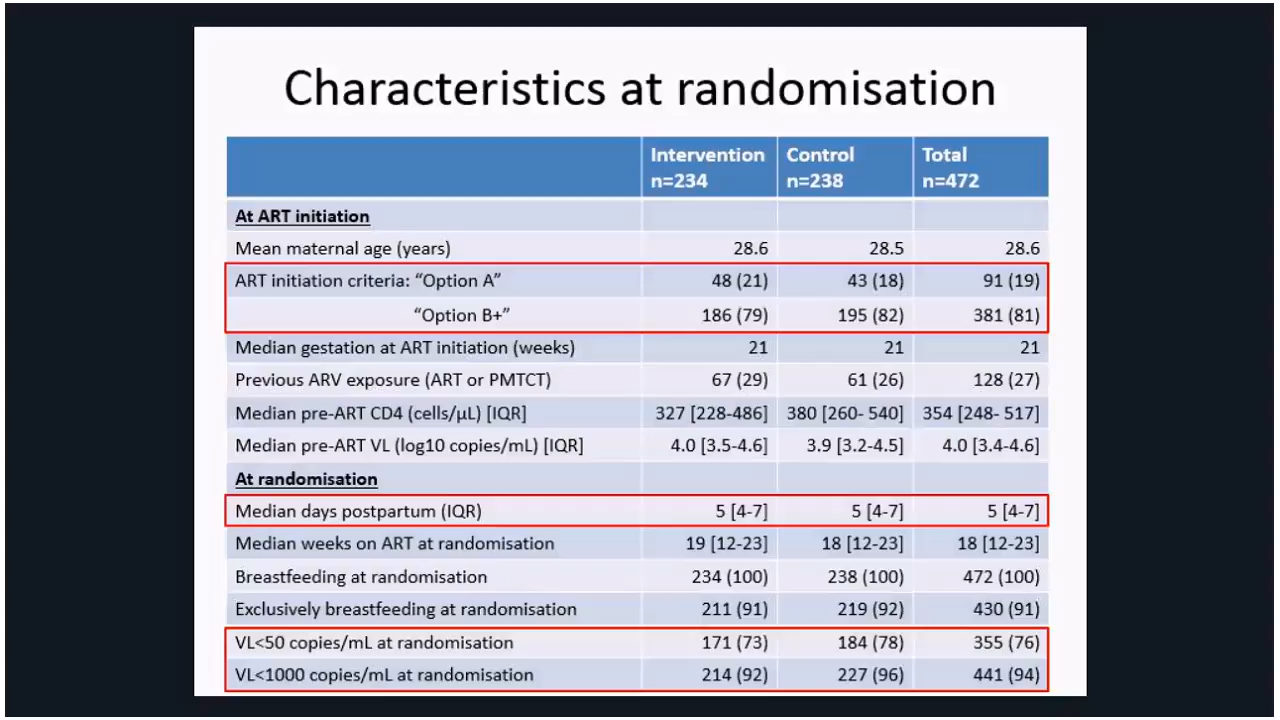 Characteristics at randomisation
Intervention n=234 Control n=238 Total n=472
At ART initiation
Mean maternal age (years) 28.6 28.5 28.6
ART initiation criteria: “Option A” 48 (21) 43 (18) 91 (19)
“Option B+” 186 (79) 195 (82) 381 (81)
Median gestation at ART initiation (weeks) 21 21 21
Previous ARV exposure (ART or PMTCT) 67 (29) 61 (26) 128 (27)
Median pre-ART CD4 (cells/µL) [IQR] 327 [228-486] 380 [260- 540] 354 [248- 517]
Median pre-ART VL (log10 copies/mL) [IQR] 4.0 [3.5-4.6] 3.9 [3.2-4.5] 4.0 [3.4-4.6]
At randomisation
Median days postpartum (IQR) 5 [4-7] 5 [4-7] 5 [4-7]
Median weeks on ART at randomisation 19 [12-23] 18 [12-23] 18 [12-23]
Breastfeeding at randomisation 234 (100) 238 (100) 472 (100)
Exclusively breastfeeding at randomisation 211 (91) 219 (92) 430 (91)
VL<50 copies/mL at randomisation 171 (73) 184 (78) 355 (76)
VL<1000 copies/mL at randomisation 214 (92) 227 (96) 441 (94)